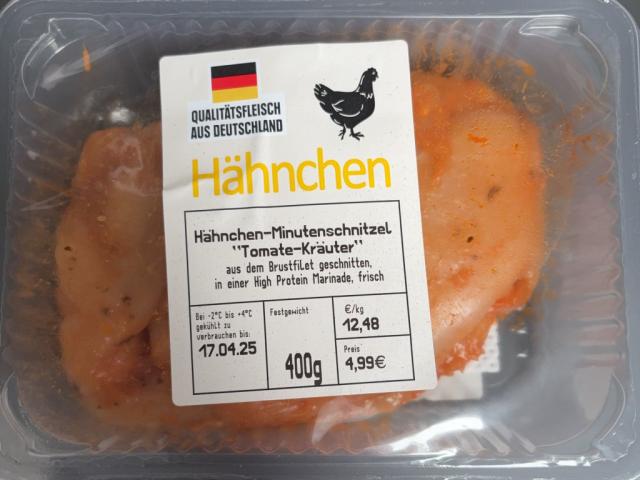 QUALITÄTSFLEISCH
AUS DEUTSCHLAND
Hähnchen
Hähnchen-Minutenschnitzel
"Tomate-Kräuter"
aus dem Brustfilet geschnitten,
in einer High Protein Marinade, frisch
Bei -2°C bis +4°C
gekühlt zu
verbrauchen bis:
17.04.25
Festgewicht
400g
€/kg
12,48
Preis
4,99€